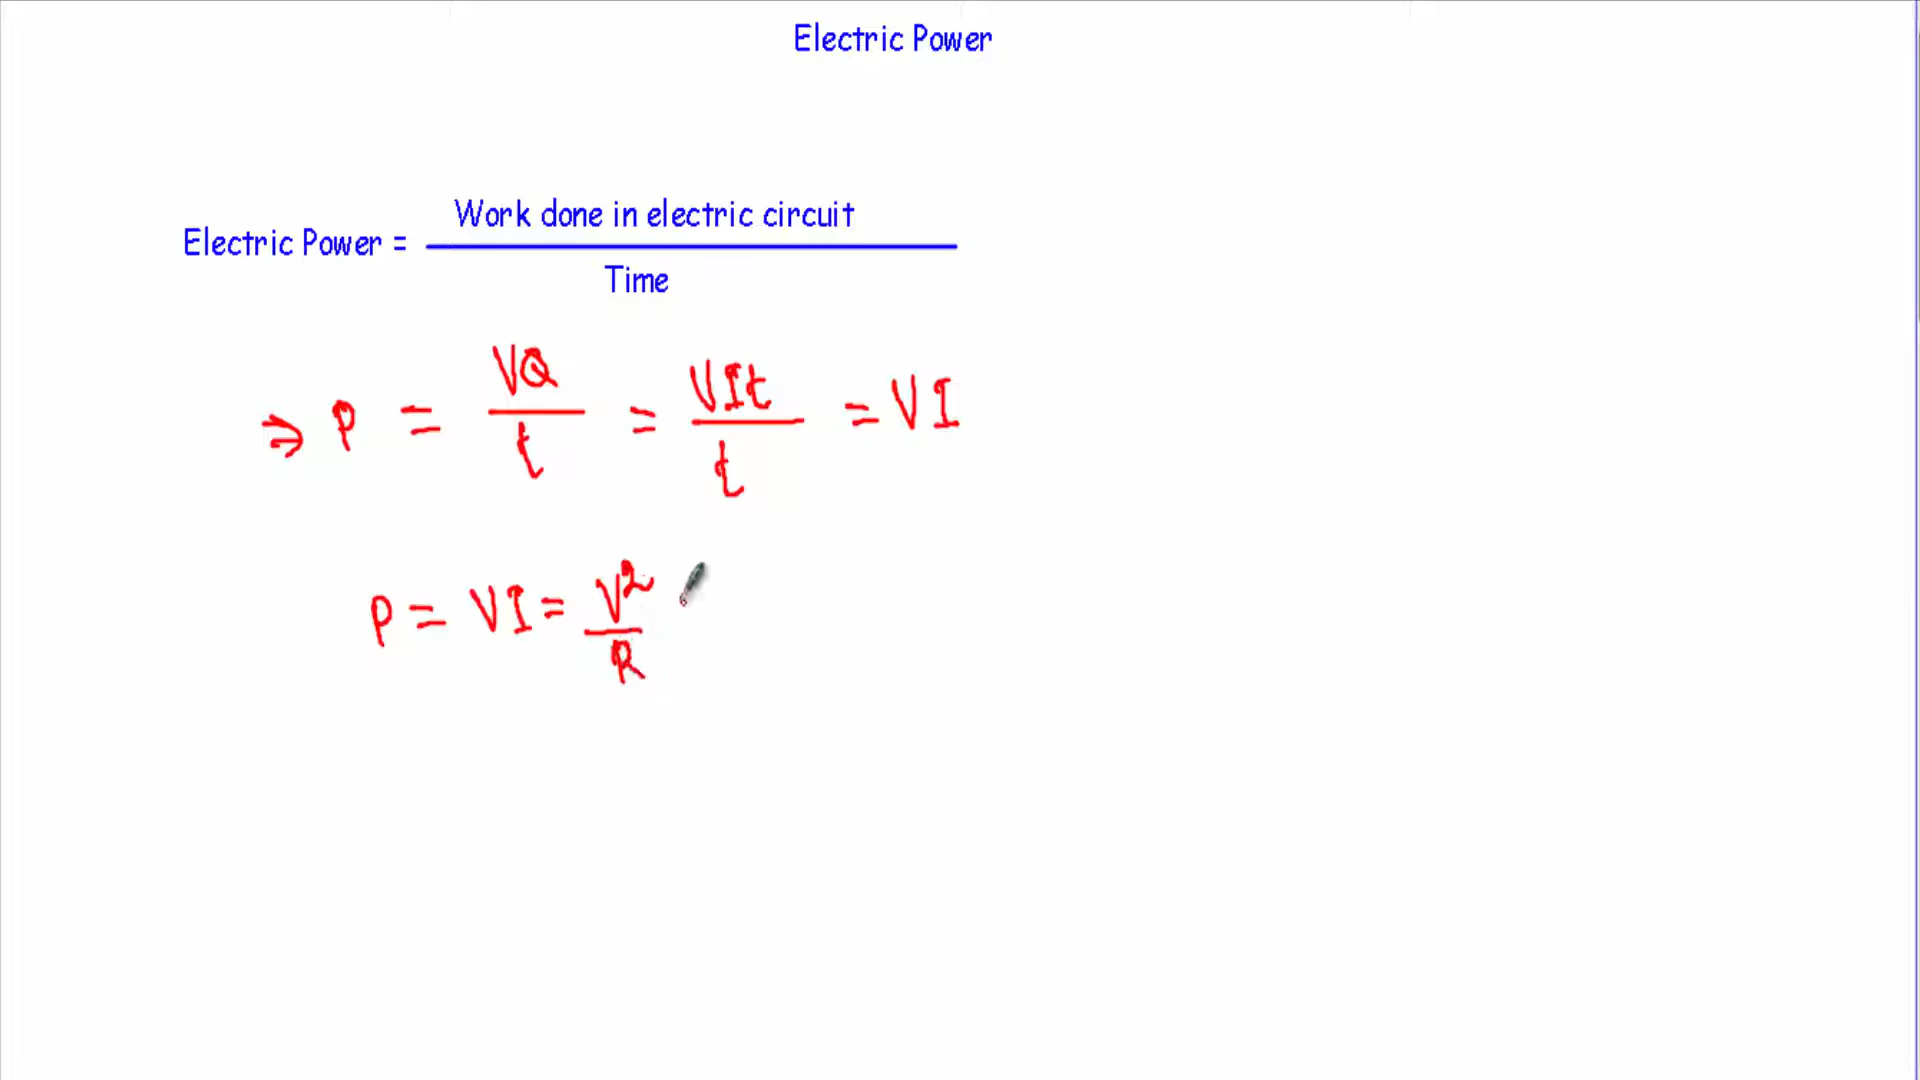 Electric Power
Electric Power = Work done in electric circuit / Time
⇒ P = VQ / t = VIt / t = VI
P = VI = V² / R